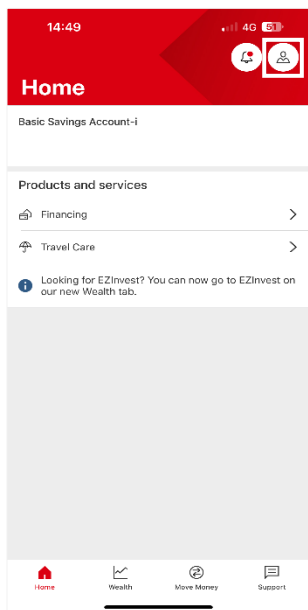 14:49
4G 51
Home
Basic Savings Account-i
Products and services
Financing
Travel Care
Looking for EZInvest? You can now go to EZInvest on
our new Wealth tab.
Home Wealth Move Money Support